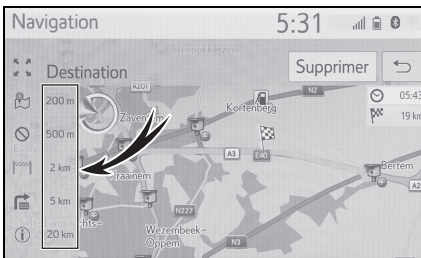 Navigation 5:31
Steenokkerzeel
Destination Supprimer
200 m A201 N2 05:43
Kortenberg
Zaventem 19 km
500 m
2 km A3 E40
Kraainem Bertem
5 km N227 A2
20 km Wezembeek-
Oppem N3